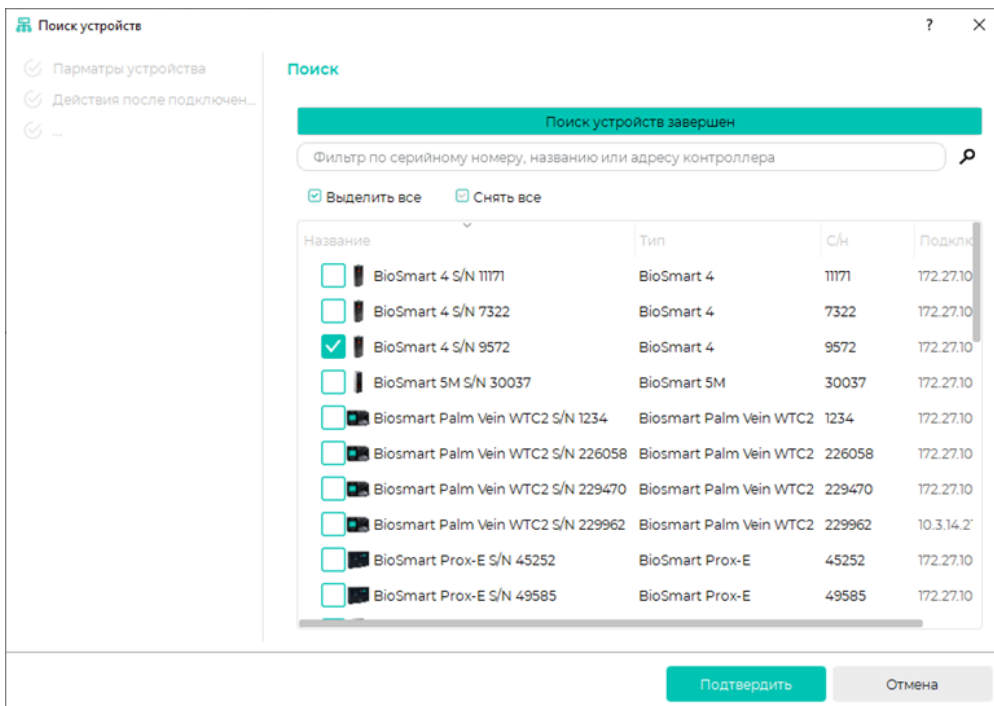 Поиск устройств ? ×
Парматры устройства
Действия после подключен...
...
Поиск
Поиск устройств завершен
Фильтр по серийному номеру, названию или адресу контроллера
Выделить все Снять все
Название Тип С/н Подклк
BioSmart 4 S/N 11171 BioSmart 4 11171 172.27.10
BioSmart 4 S/N 7322 BioSmart 4 7322 172.27.10
BioSmart 4 S/N 9572 BioSmart 4 9572 172.27.10
BioSmart 5M S/N 30037 BioSmart 5M 30037 172.27.10
Biosmart Palm Vein WTC2 S/N 1234 Biosmart Palm Vein WTC2 1234 172.27.10
Biosmart Palm Vein WTC2 S/N 226058 Biosmart Palm Vein WTC2 226058 172.27.10
Biosmart Palm Vein WTC2 S/N 229470 Biosmart Palm Vein WTC2 229470 172.27.10
Biosmart Palm Vein WTC2 S/N 229962 Biosmart Palm Vein WTC2 229962 10.3.14.2
BioSmart Prox-E S/N 45252 BioSmart Prox-E 45252 172.27.10
BioSmart Prox-E S/N 49585 BioSmart Prox-E 49585 172.27.10
Подтвердить Отмена